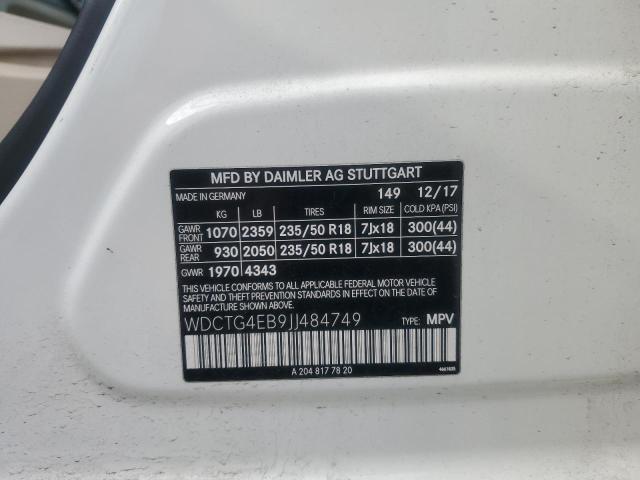 MFD BY DAIMLER AG STUTTGART
MADE IN GERMANY 149 12/17
KG LB TIRES RIM SIZE COLD KPA (PSI)
GAWR FRONT 1070 2359 235/50 R18 7Jx18 300(44)
GAWR REAR 930 2050 235/50 R18 7Jx18 300(44)
GVWR 1970 4343
THIS VEHICLE CONFORMS TO ALL APPLICABLE FEDERAL MOTOR VEHICLE
SAFETY, BUMPER, AND THEFT PREVENTION STANDARDS IN EFFECT
ON THE DATE OF MANUFACTURE SHOWN ABOVE.
WDCTG4EB9JJ484749 TYPE: MPV
A 204 817 78 20